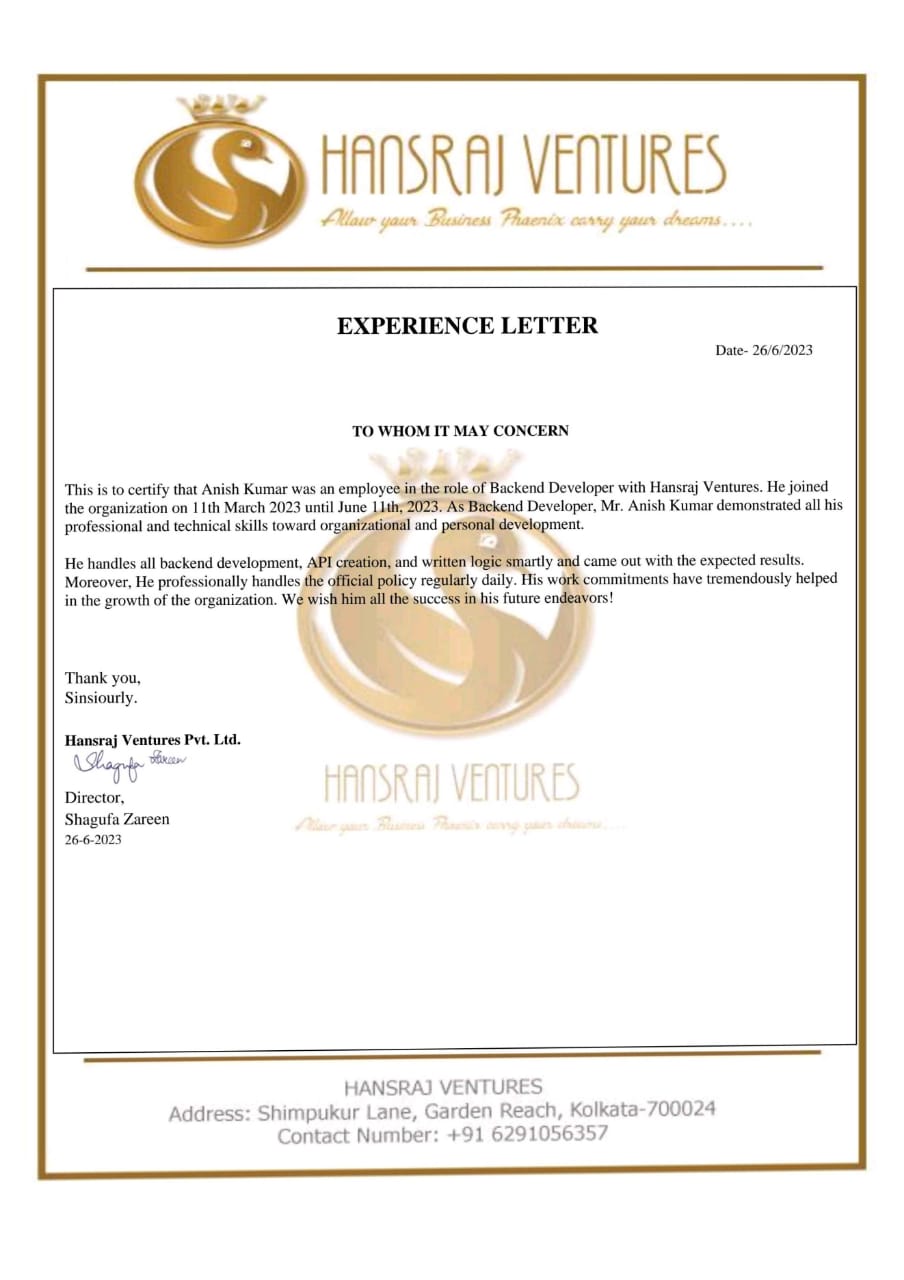 HANSRAJ VENTURES
Allow your Business Phoenix carry your dreams....
EXPERIENCE LETTER
Date- 26/6/2023
TO WHOM IT MAY CONCERN
This is to certify that Anish Kumar was an employee in the role of Backend Developer with Hansraj Ventures. He joined
the organization on 11th March 2023 until June 11th, 2023. As Backend Developer, Mr. Anish Kumar demonstrated all his
professional and technical skills toward organizational and personal development.
He handles all backend development, API creation, and written logic smartly and came out with the expected results.
Moreover, He professionally handles the official policy regularly daily. His work commitments have tremendously helped
in the growth of the organization. We wish him all the success in his future endeavors!
Thank you,
Sinsiourly.
Hansraj Ventures Pvt. Ltd.
Shagufa Zareen
Director,
Shagufa Zareen
26-6-2023
HANSRAJ VENTURES
Allow your Business Phoenix carry your dreams....
HANSRAJ VENTURES
Address: Shimpukur Lane, Garden Reach, Kolkata-700024
Contact Number: +91 6291056357